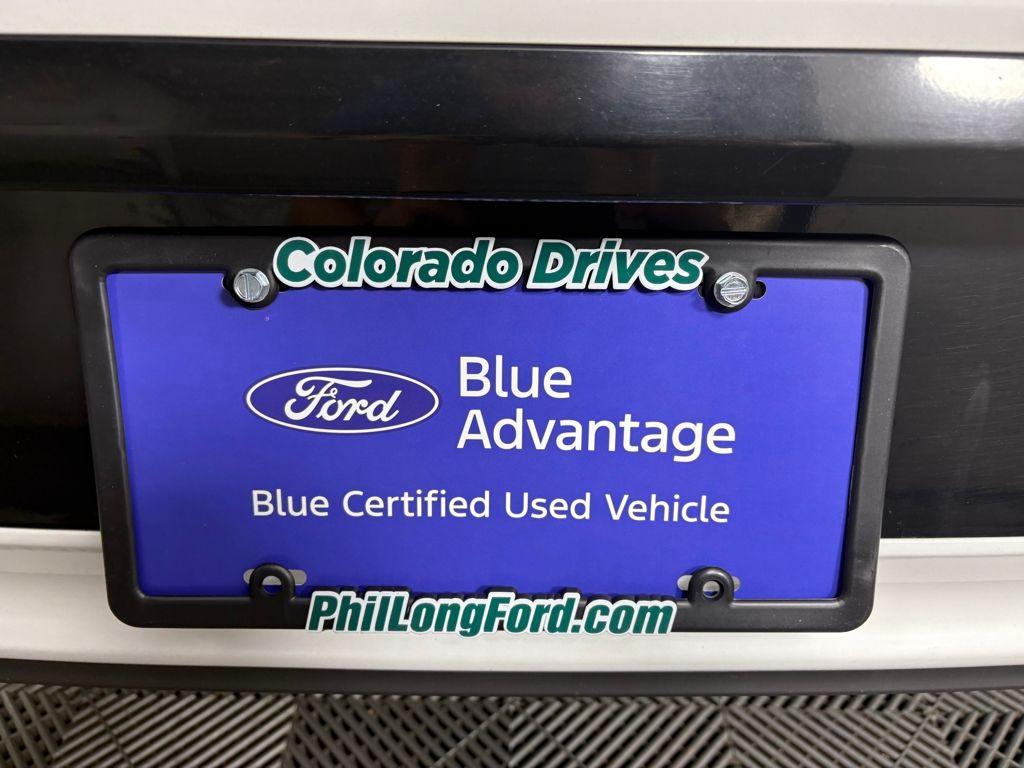 Colorado Drives
Ford
Blue
Advantage
Blue Certified Used Vehicle
PhilLongFord.com